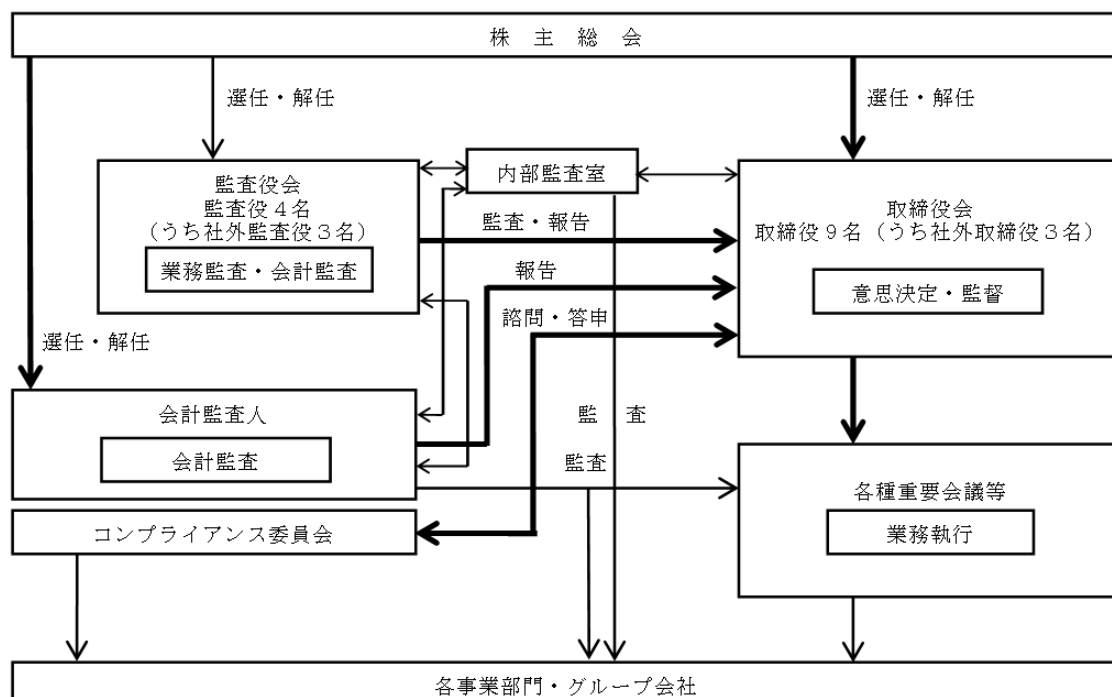 株 主 総 会
選任・解任
選任・解任
内部監査室
監査役会
監査役４名
（うち社外監査役３名）
業務監査・会計監査
監査・報告
取締役会
取締役９名（うち社外取締役３名）
意思決定・監督
報告
諮問・答申
選任・解任
会計監査人
会計監査
監 査
監査
各種重要会議等
業務執行
コンプライアンス委員会
各事業部門・グループ会社